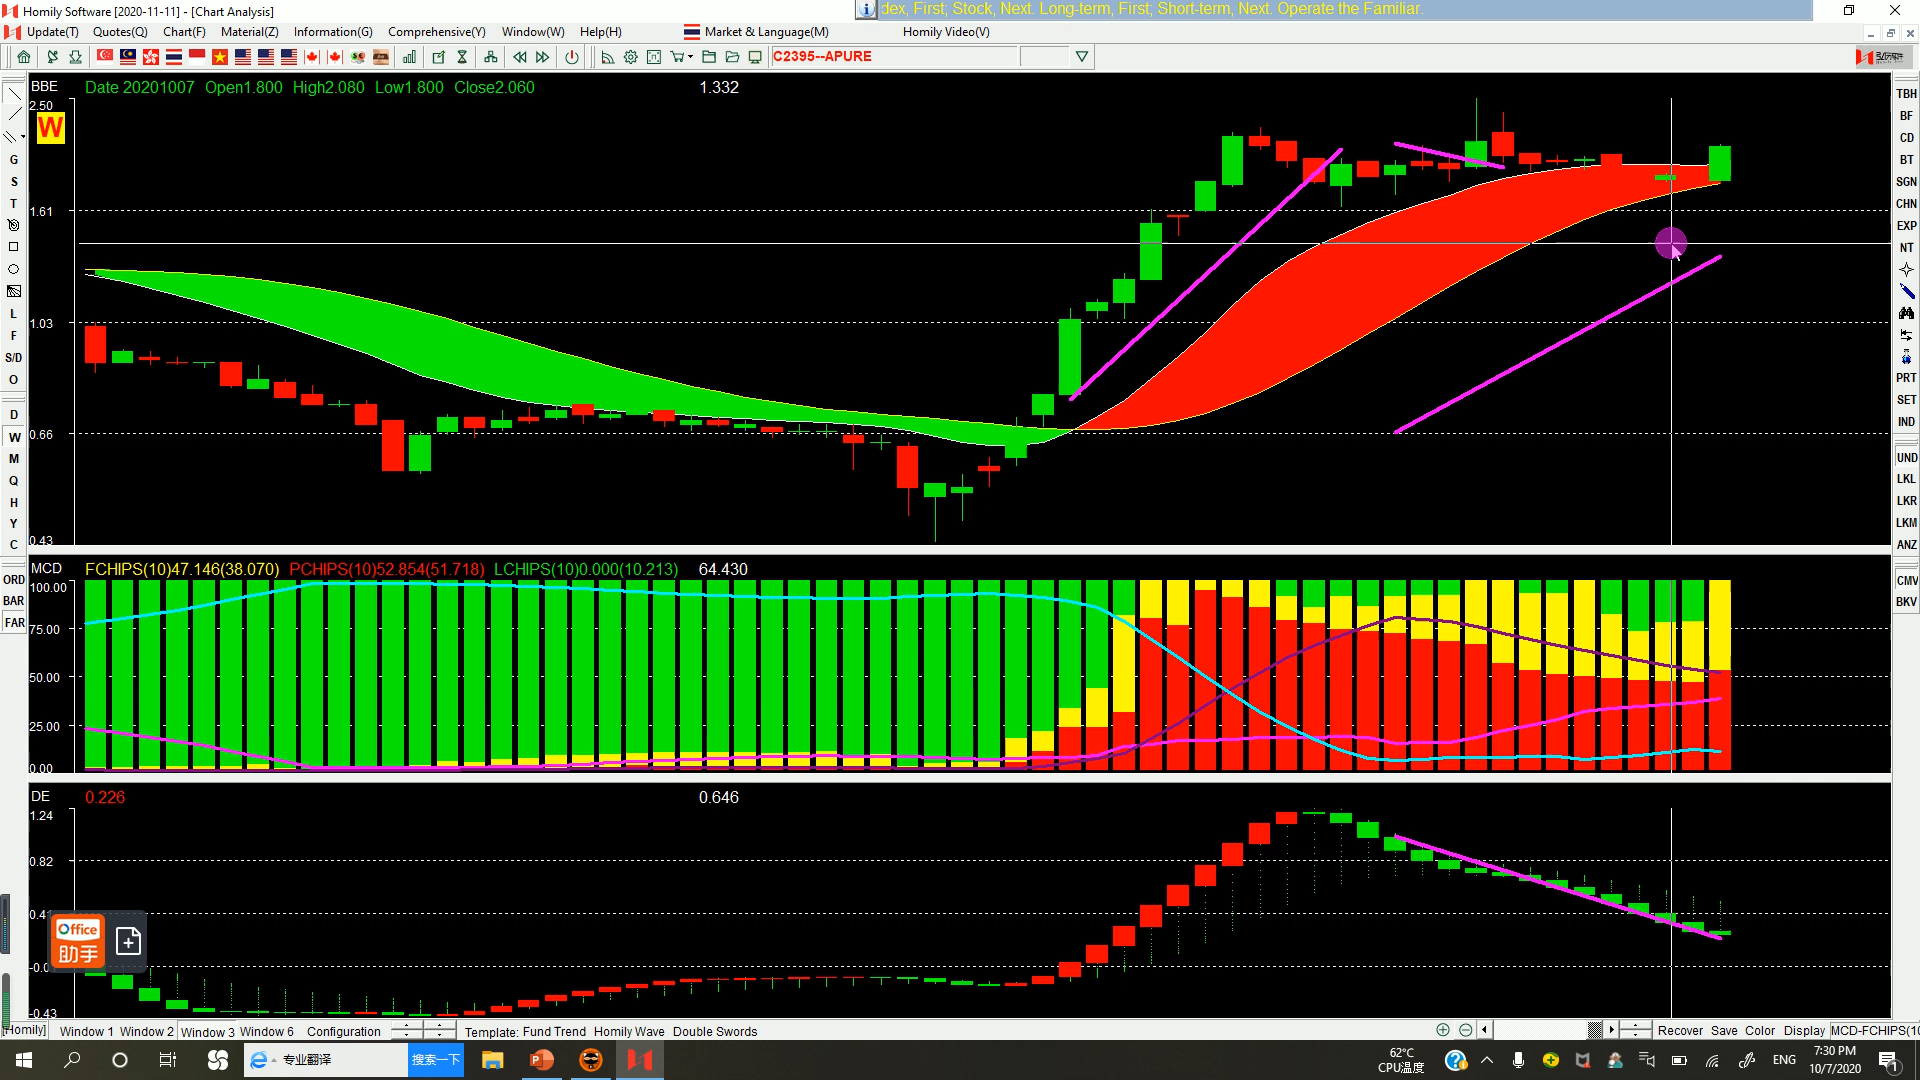 Homily Software [2020-11-11] - [Chart Analysis]
dex, First; Stock, Next. Long-term, First; Short-term, Next. Operate the Familiar.
Update(T) Quotes(Q) Chart(F) Material(Z) Information(G) Comprehensive(Y) Window(W) Help(H) Market & Language(M) Homily Video(V)
C2395--APURE
BBE Date 20201007 Open1.800 High2.080 Low1.800 Close2.060 1.332
2.50
W
1.61
1.03
0.66
0.43
MCD FCHIPS(10)47.146(38.070) PCHIPS(10)52.854(51.718) LCHIPS(10)0.000(10.213) 64.430
100.00
75.00
50.00
25.00
0.00
DE 0.226 0.646
1.24
0.82
0.41
-0.0
-0.43
Office
助手
G
S
T
L
F
S/D
O
D
W
M
Q
H
Y
C
ORD
BAR
FAR
TBH
BF
CD
BT
SGN
CHN
EXP
NT
PRT
SET
IND
UND
LKL
LKR
LKM
ANZ
CMV
BKV
[Homily] Window 1 Window 2 Window 3 Window 6 Configuration Template: Fund Trend Homily Wave Double Swords Recover Save Color Display MCD-FCHIPS(10
专业翻译 搜索一下
62°C
CPU温度
ENG
7:30 PM
10/7/2020
1